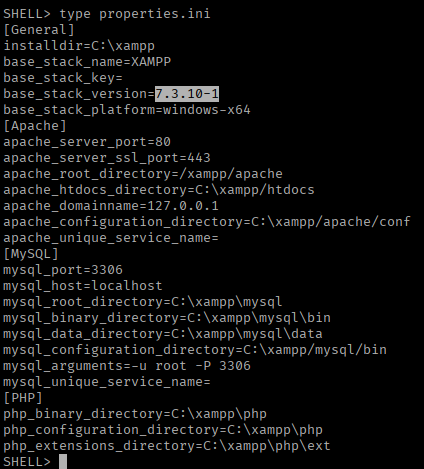 SHELL> type properties.ini
[General]
installdir=C:\xampp
base_stack_name=XAMPP
base_stack_key=
base_stack_version=7.3.10-1
base_stack_platform=windows-x64
[Apache]
apache_server_port=80
apache_server_ssl_port=443
apache_root_directory=/xampp/apache
apache_htdocs_directory=C:\xampp/htdocs
apache_domainname=127.0.0.1
apache_configuration_directory=C:\xampp/apache/conf
apache_unique_service_name=
[MySQL]
mysql_port=3306
mysql_host=localhost
mysql_root_directory=C:\xampp\mysql
mysql_binary_directory=C:\xampp\mysql\bin
mysql_data_directory=C:\xampp\mysql\data
mysql_configuration_directory=C:\xampp/mysql/bin
mysql_arguments=-u root -P 3306
mysql_unique_service_name=
[PHP]
php_binary_directory=C:\xampp\php
php_configuration_directory=C:\xampp\php
php_extensions_directory=C:\xampp\php\ext
SHELL>